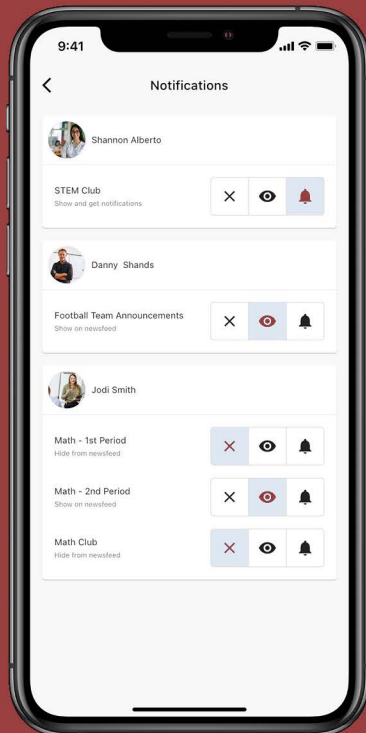 9:41
Notifications
Shannon Alberto
STEM Club
Show and get notifications
Danny Shands
Football Team Announcements
Show on newsfeed
Jodi Smith
Math - 1st Period
Hide from newsfeed
Math - 2nd Period
Show on newsfeed
Math Club
Hide from newsfeed